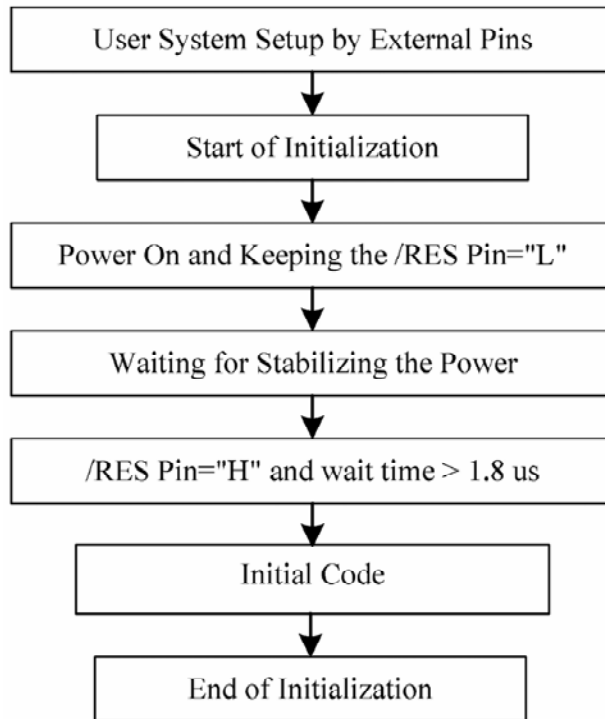 User System Setup by External Pins
Start of Initialization
Power On and Keeping the /RES Pin="L"
Waiting for Stabilizing the Power
/RES Pin="H" and wait time > 1.8 us
Initial Code
End of Initialization